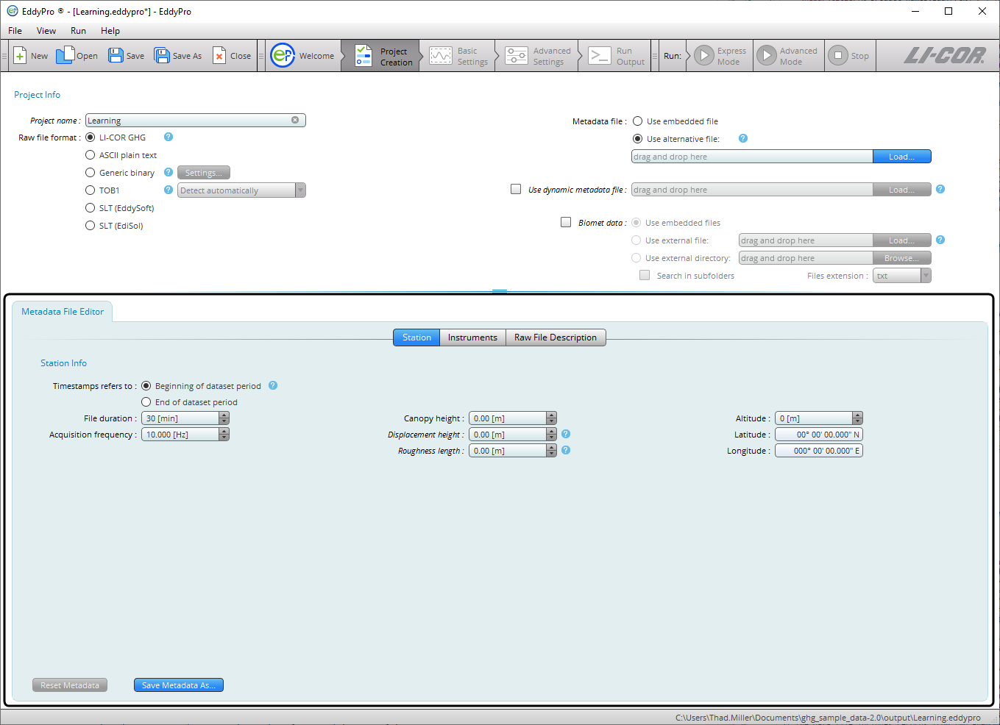 EddyPro ® - [Learning.eddypro*] - EddyPro
File View Run Help
New Open Save Save As Close Welcome Project Creation Basic Settings Advanced Settings Run Output Run: Express Mode Advanced Mode Stop LI-COR
Project Info
Project name : Learning
Raw file format : LI-COR GHG ?
ASCII plain text
Generic binary ? Settings...
TOB1 ? Detect automatically
SLT (EddySoft)
SLT (EdiSol)
Metadata file : Use embedded file
Use alternative file: ?
drag and drop here Load...
Use dynamic metadata file : drag and drop here Load... ?
Biomet data : Use embedded files
Use external file: drag and drop here Load... ?
Use external directory: drag and drop here Browse...
Search in subfolders Files extension : txt
Metadata File Editor
Station Instruments Raw File Description
Station Info
Timestamps refers to : Beginning of dataset period ?
End of dataset period
File duration : 30 [min]
Acquisition frequency : 10.000 [Hz]
Canopy height : 0.00 [m]
Displacement height : 0.00 [m] ?
Roughness length : 0.00 [m] ?
Altitude : 0 [m]
Latitude : 00° 00' 00.000" N
Longitude : 000° 00' 00.000" E
Reset Metadata Save Metadata As...
C:\Users\Thad.Miller\Documents\ghg_sample_data-2.0\output\Learning.eddypro